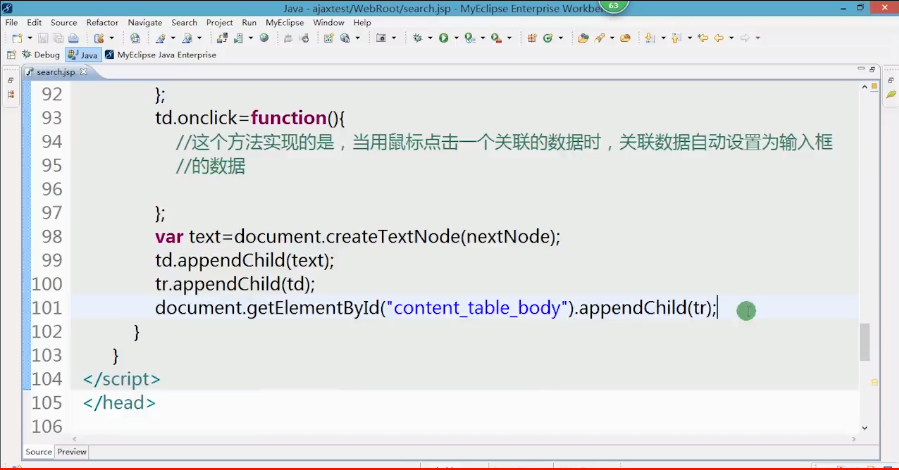 Java - ajaxtest/WebRoot/search.jsp - MyEclipse Enterprise Workbe
63
File Edit Source Refactor Navigate Search Project Run MyEclipse Window Help
Debug Java MyEclipse Java Enterprise
search.jsp
92 };
93 td.onclick=function(){
94 //这个方法实现的是，当用鼠标点击一个关联的数据时，关联数据自动设置为输入框
95 //的数据
96
97 };
98 var text=document.createTextNode(nextNode);
99 td.appendChild(text);
100 tr.appendChild(td);
101 document.getElementById("content_table_body").appendChild(tr);
102 }
103 }
104 </script>
105 </head>
106
Source Preview